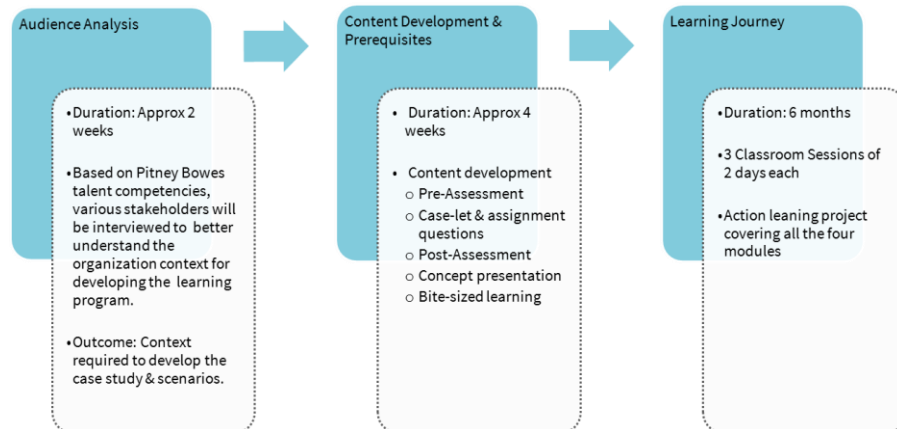 Audience Analysis
•Duration: Approx 2
weeks
•Based on Pitney Bowes
talent competencies,
various stakeholders will
be interviewed to better
understand the
organization context for
developing the learning
program.
•Outcome: Context
required to develop the
case study & scenarios.
Content Development &
Prerequisites
• Duration: Approx 4
weeks
• Content development
o Pre-Assessment
o Case-let & assignment
questions
o Post-Assessment
o Concept presentation
o Bite-sized learning
Learning Journey
•Duration: 6 months
•3 Classroom Sessions of
2 days each
•Action leaning project
covering all the four
modules